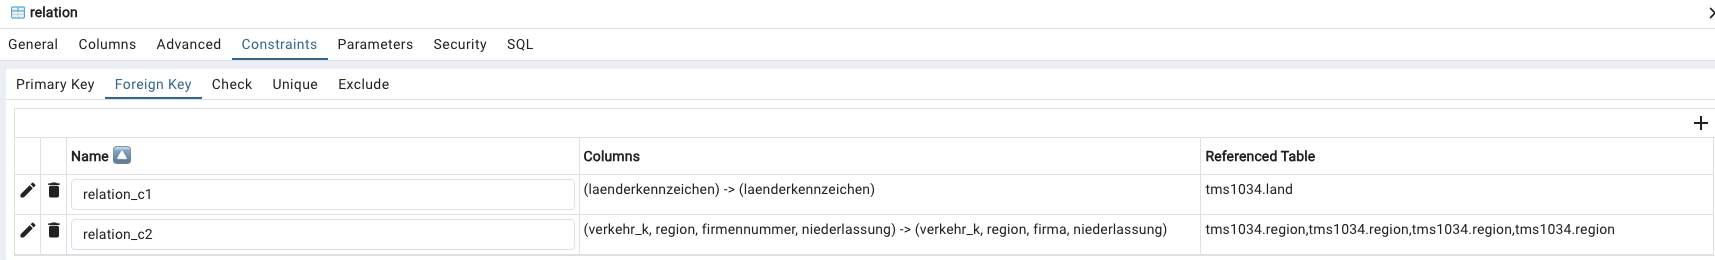 relation
General Columns Advanced Constraints Parameters Security SQL
Primary Key Foreign Key Check Unique Exclude
Name Columns Referenced Table
relation_c1 (laenderkennzeichen) -> (laenderkennzeichen) tms1034.land
relation_c2 (verkehr_k, region, firmennummer, niederlassung) -> (verkehr_k, region, firma, niederlassung) tms1034.region,tms1034.region,tms1034.region,tms1034.region